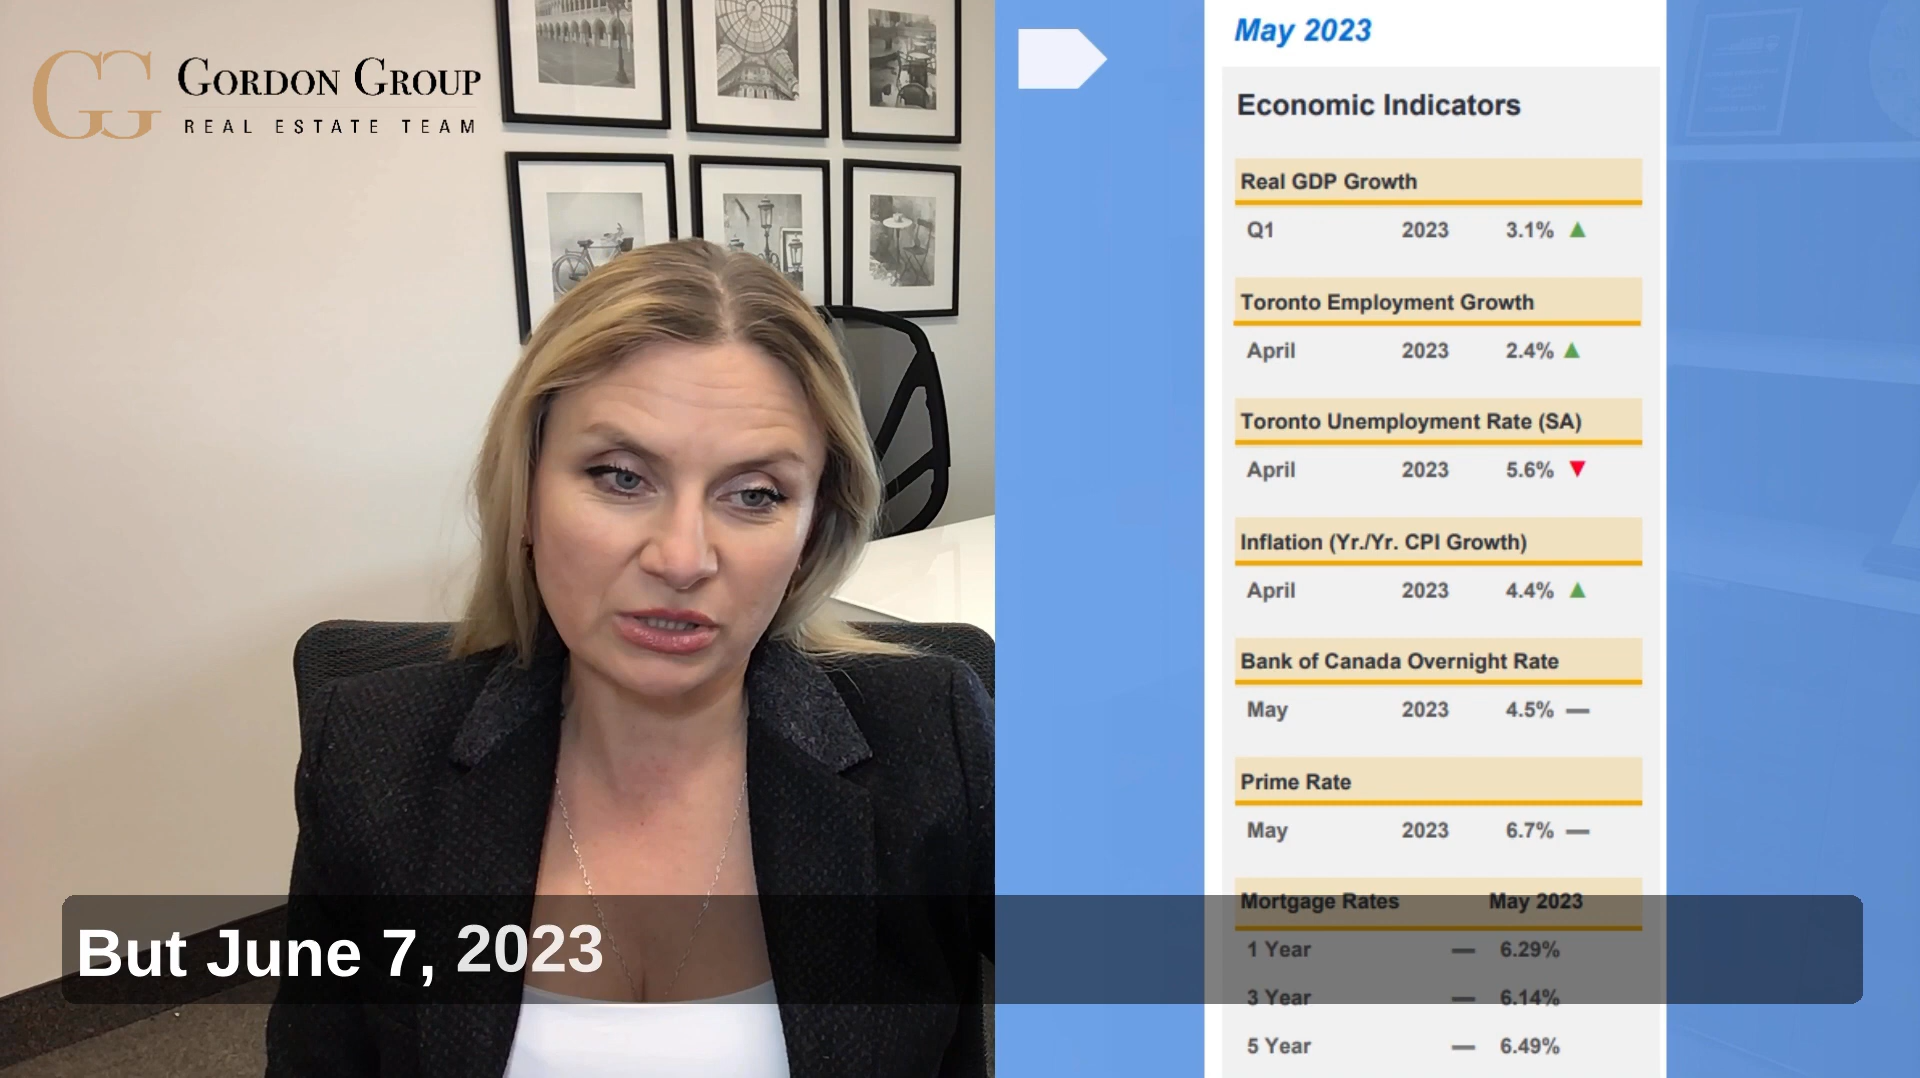 GG GORDON GROUP
REAL ESTATE TEAM
May 2023
Economic Indicators
Real GDP Growth
Q1 2023 3.1% ▲
Toronto Employment Growth
April 2023 2.4% ▲
Toronto Unemployment Rate (SA)
April 2023 5.6% ▼
Inflation (Yr./Yr. CPI Growth)
April 2023 4.4% ▲
Bank of Canada Overnight Rate
May 2023 4.5% —
Prime Rate
May 2023 6.7% —
Mortgage Rates May 2023
1 Year — 6.29%
3 Year — 6.14%
5 Year — 6.49%
But June 7, 2023